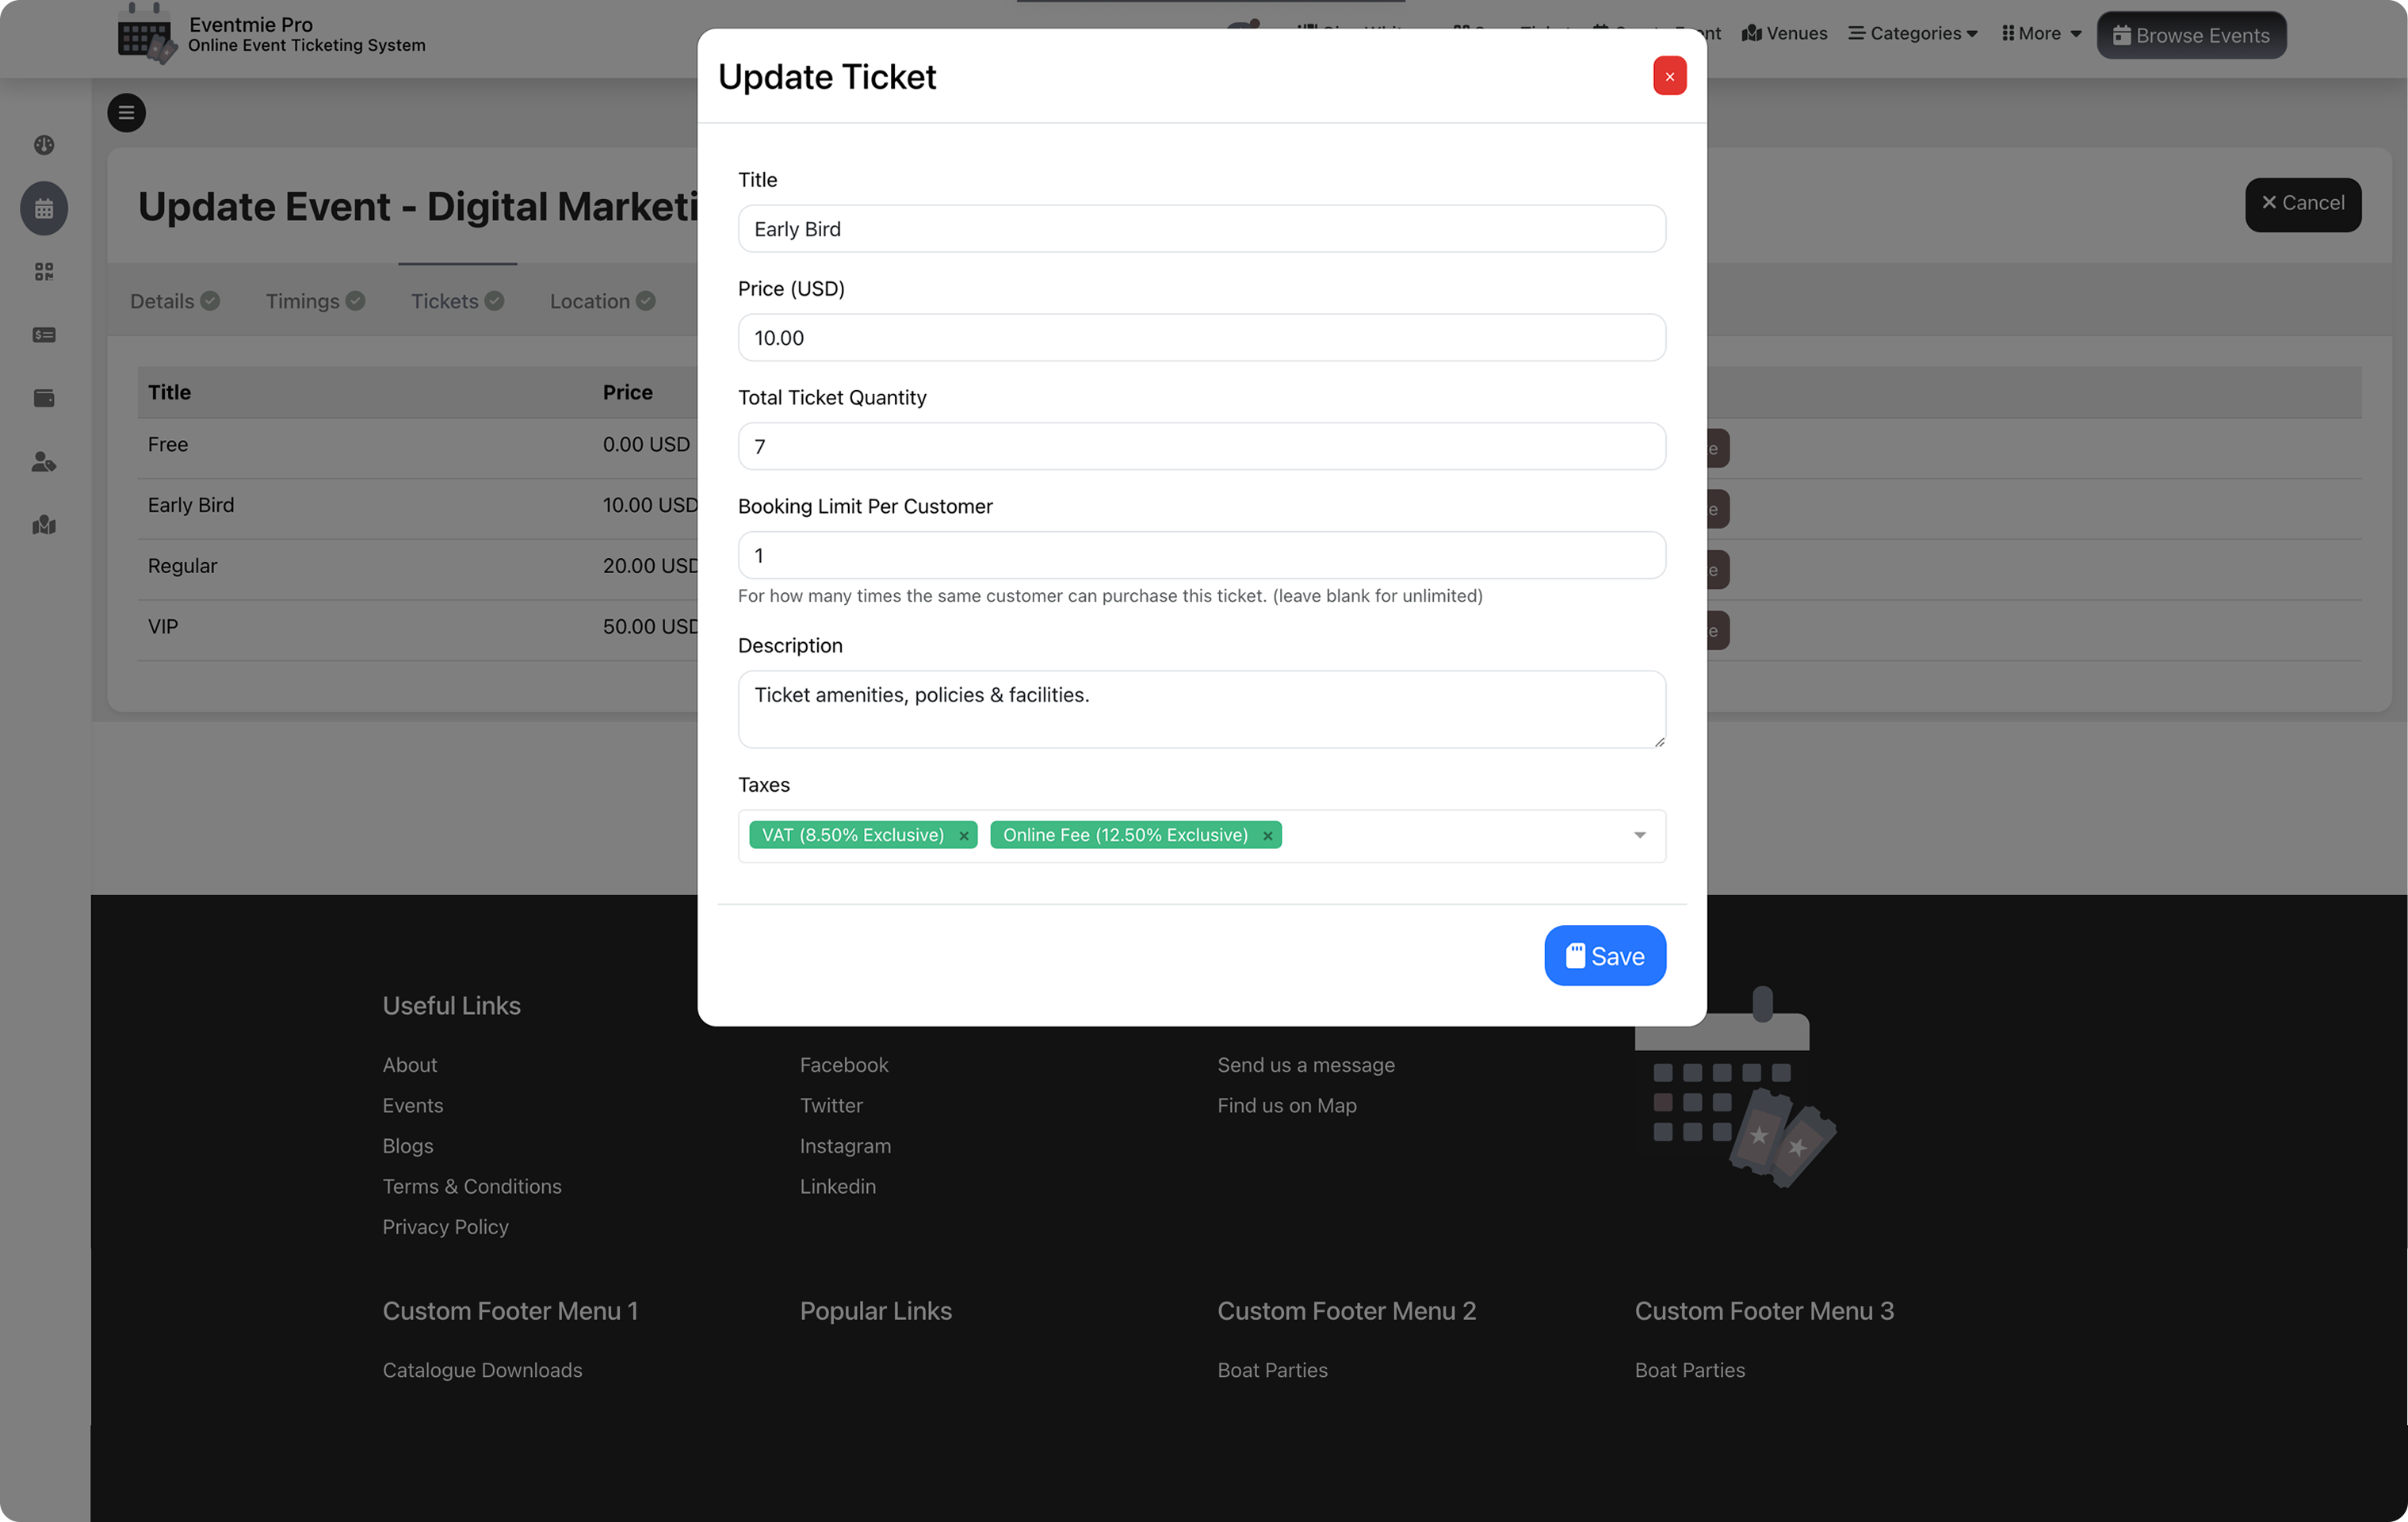 Eventmie Pro
Online Event Ticketing System
Venues
Categories
More
Browse Events
Update Ticket
Update Event - Digital Marketi
Cancel
Details
Timings
Tickets
Location
Title Price
Free 0.00 USD
Early Bird 10.00 USD
Regular 20.00 USD
VIP 50.00 USD
Title
Early Bird
Price (USD)
10.00
Total Ticket Quantity
7
Booking Limit Per Customer
1
For how many times the same customer can purchase this ticket. (leave blank for unlimited)
Description
Ticket amenities, policies & facilities.
Taxes
VAT (8.50% Exclusive) × Online Fee (12.50% Exclusive) ×
Save
Useful Links
About
Events
Blogs
Terms & Conditions
Privacy Policy
Facebook
Twitter
Instagram
Linkedin
Send us a message
Find us on Map
Custom Footer Menu 1
Catalogue Downloads
Popular Links
Custom Footer Menu 2
Boat Parties
Custom Footer Menu 3
Boat Parties